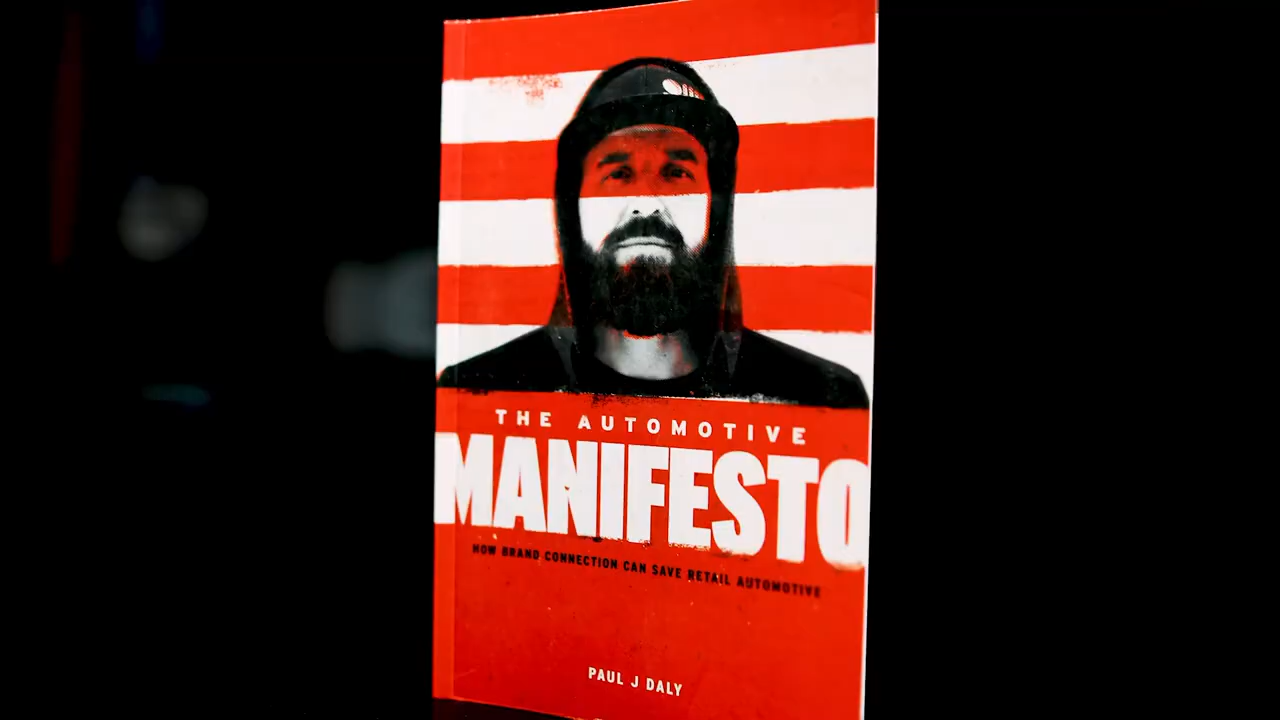 THE AUTOMOTIVE
MANIFESTO
HOW BRAND CONNECTION CAN SAVE RETAIL AUTOMOTIVE
PAUL J DALY